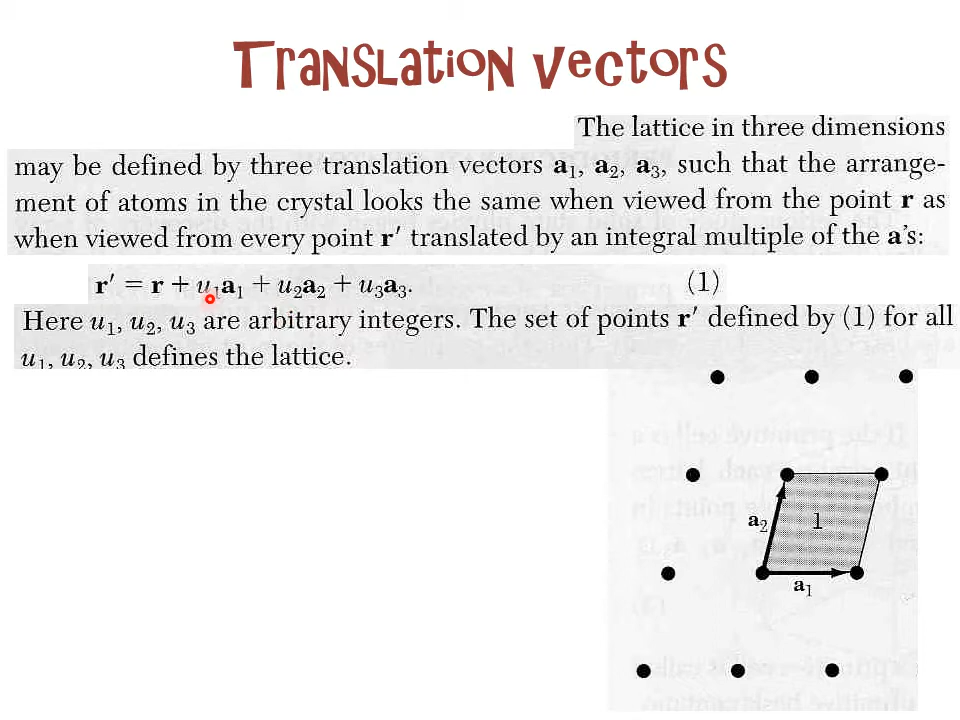 Translation Vectors
The lattice in three dimensions
may be defined by three translation vectors a₁, a₂, a₃, such that the arrange-
ment of atoms in the crystal looks the same when viewed from the point r as
when viewed from every point r′ translated by an integral multiple of the a's:
r′ = r + u₁a₁ + u₂a₂ + u₃a₃. (1)
Here u₁, u₂, u₃ are arbitrary integers. The set of points r′ defined by (1) for all
u₁, u₂, u₃ defines the lattice.
a₂
1
a₁